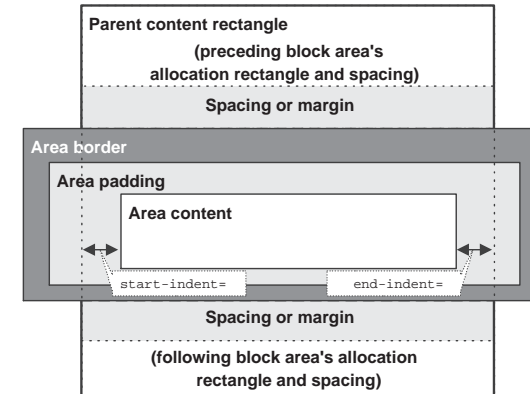 Parent content rectangle
(preceding block area's
allocation rectangle and spacing)
Spacing or margin
Area border
Area padding
Area content
start-indent=
end-indent=
Spacing or margin
(following block area's allocation
rectangle and spacing)